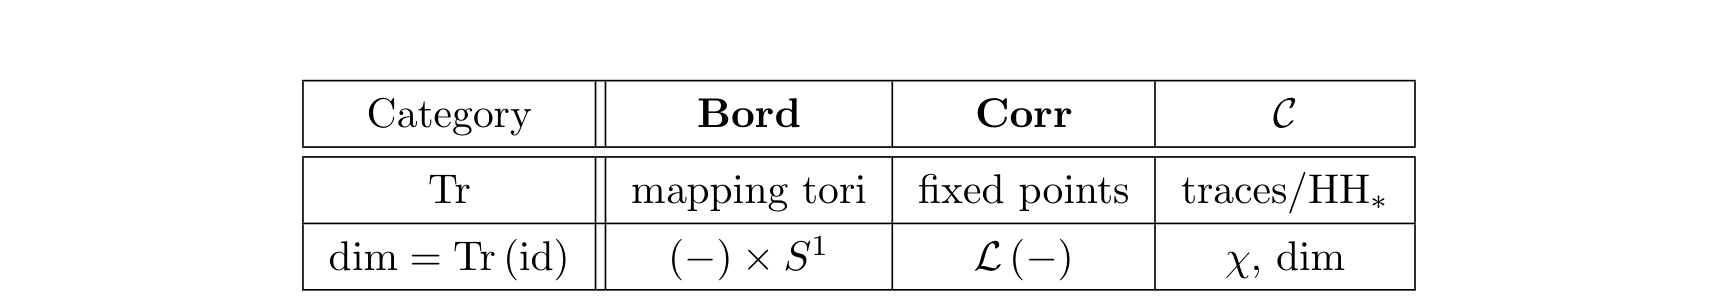 Category Bord Corr 𝒞
Tr mapping tori fixed points traces/HH∗
dim = Tr (id) (−) × S¹ ℒ (−) χ, dim